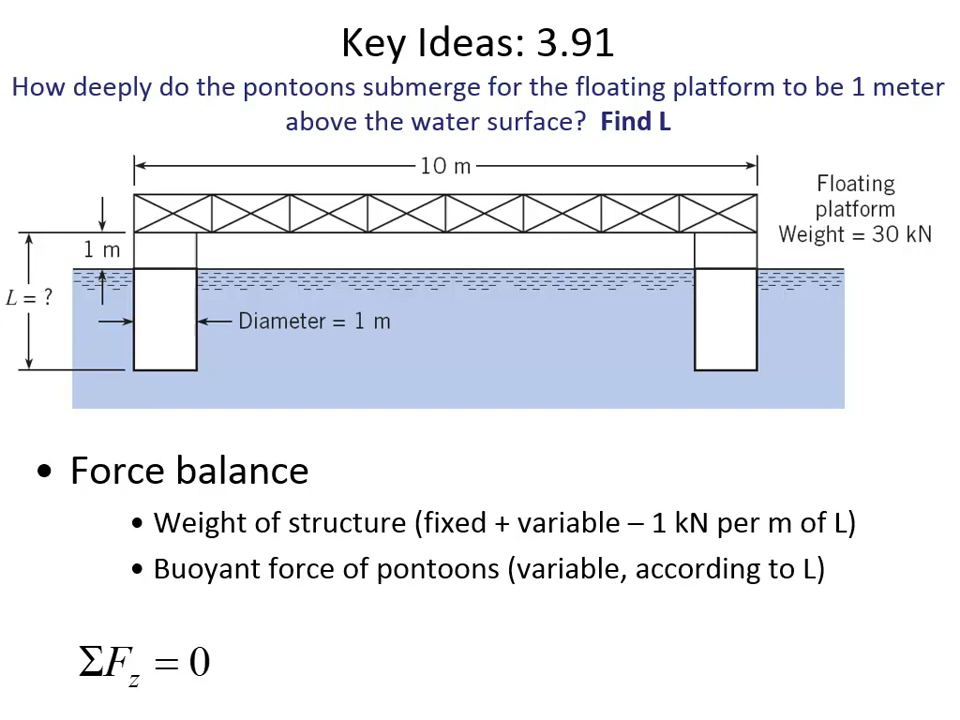 Key Ideas: 3.91
How deeply do the pontoons submerge for the floating platform to be 1 meter
above the water surface? Find L
10 m
Floating
platform
Weight = 30 kN
1 m
L = ?
Diameter = 1 m
• Force balance
• Weight of structure (fixed + variable – 1 kN per m of L)
• Buoyant force of pontoons (variable, according to L)
ΣF_z = 0